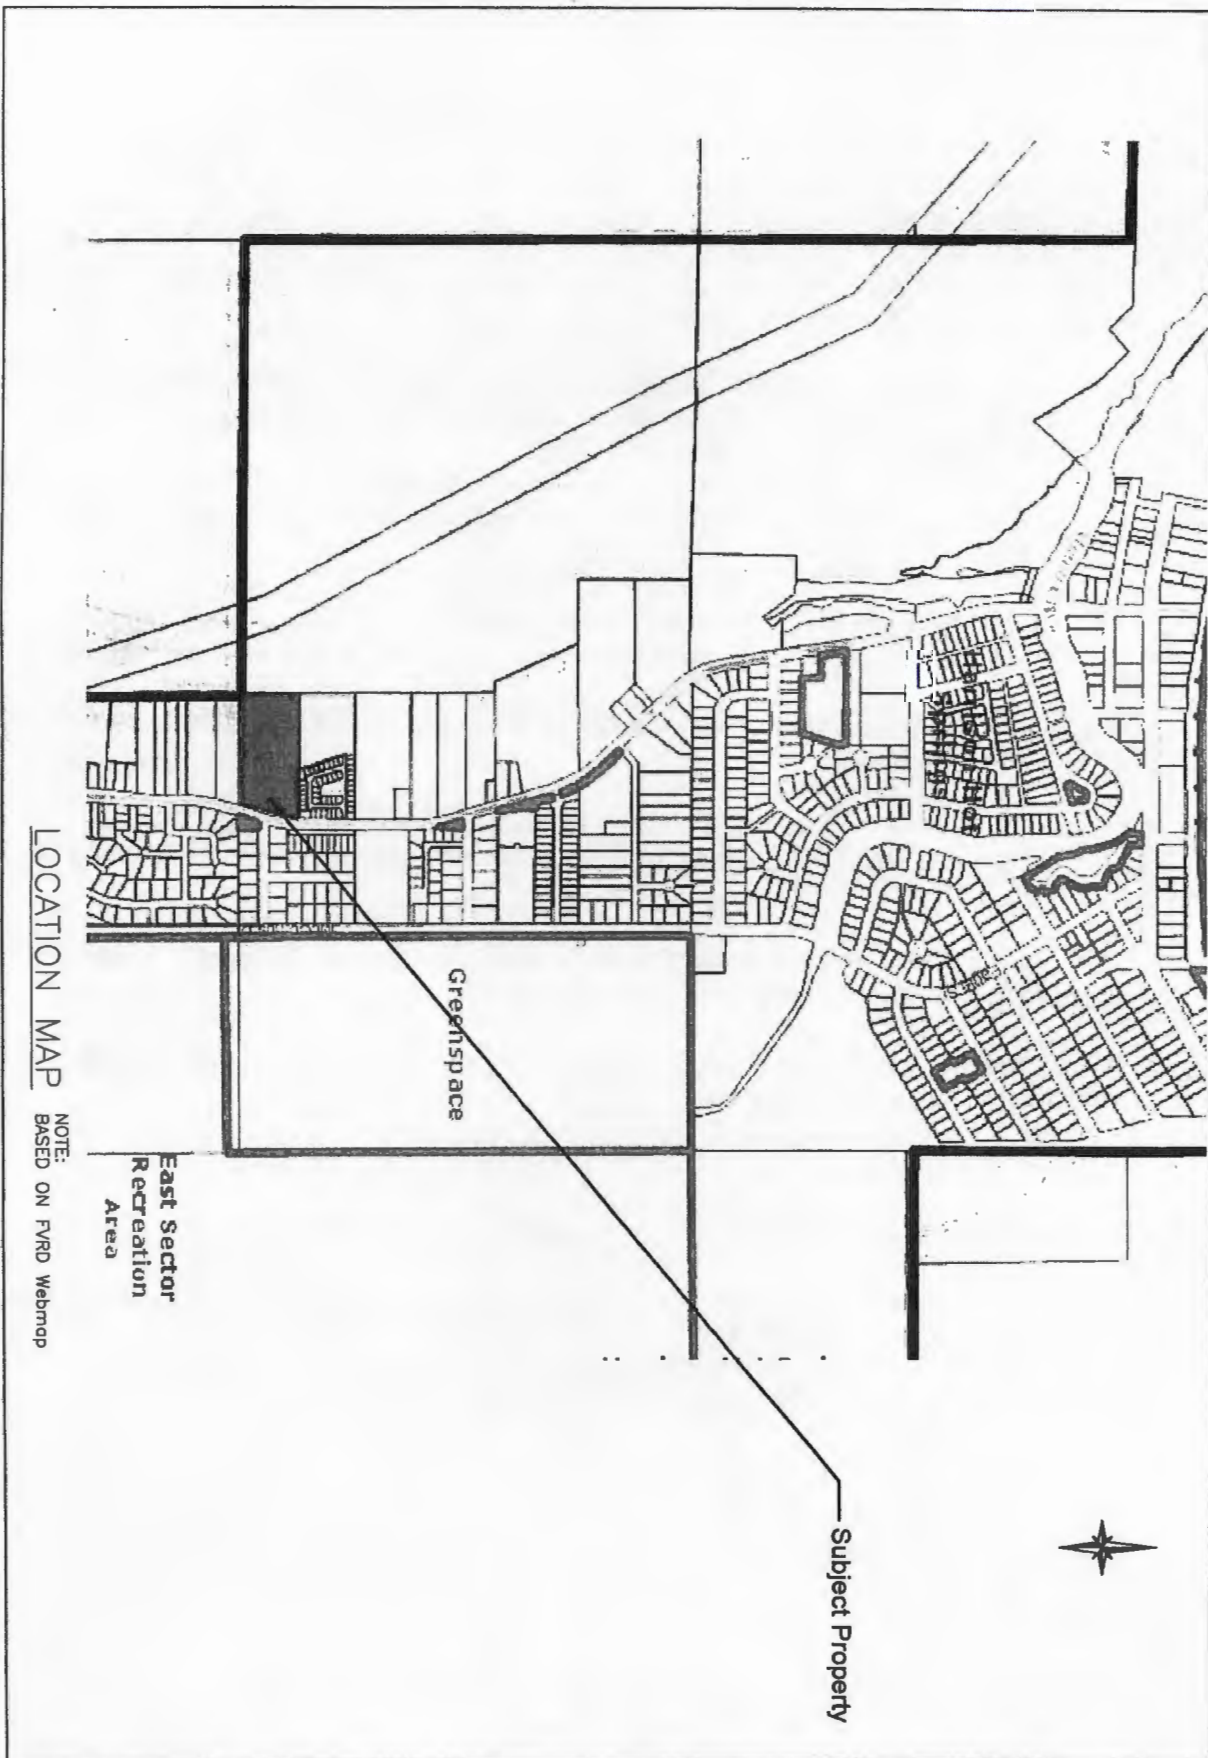 Greenspace
East Sector
Recreation
Area
Subject Property
LOCATION MAP
NOTE:
BASED ON FVRD Webmap